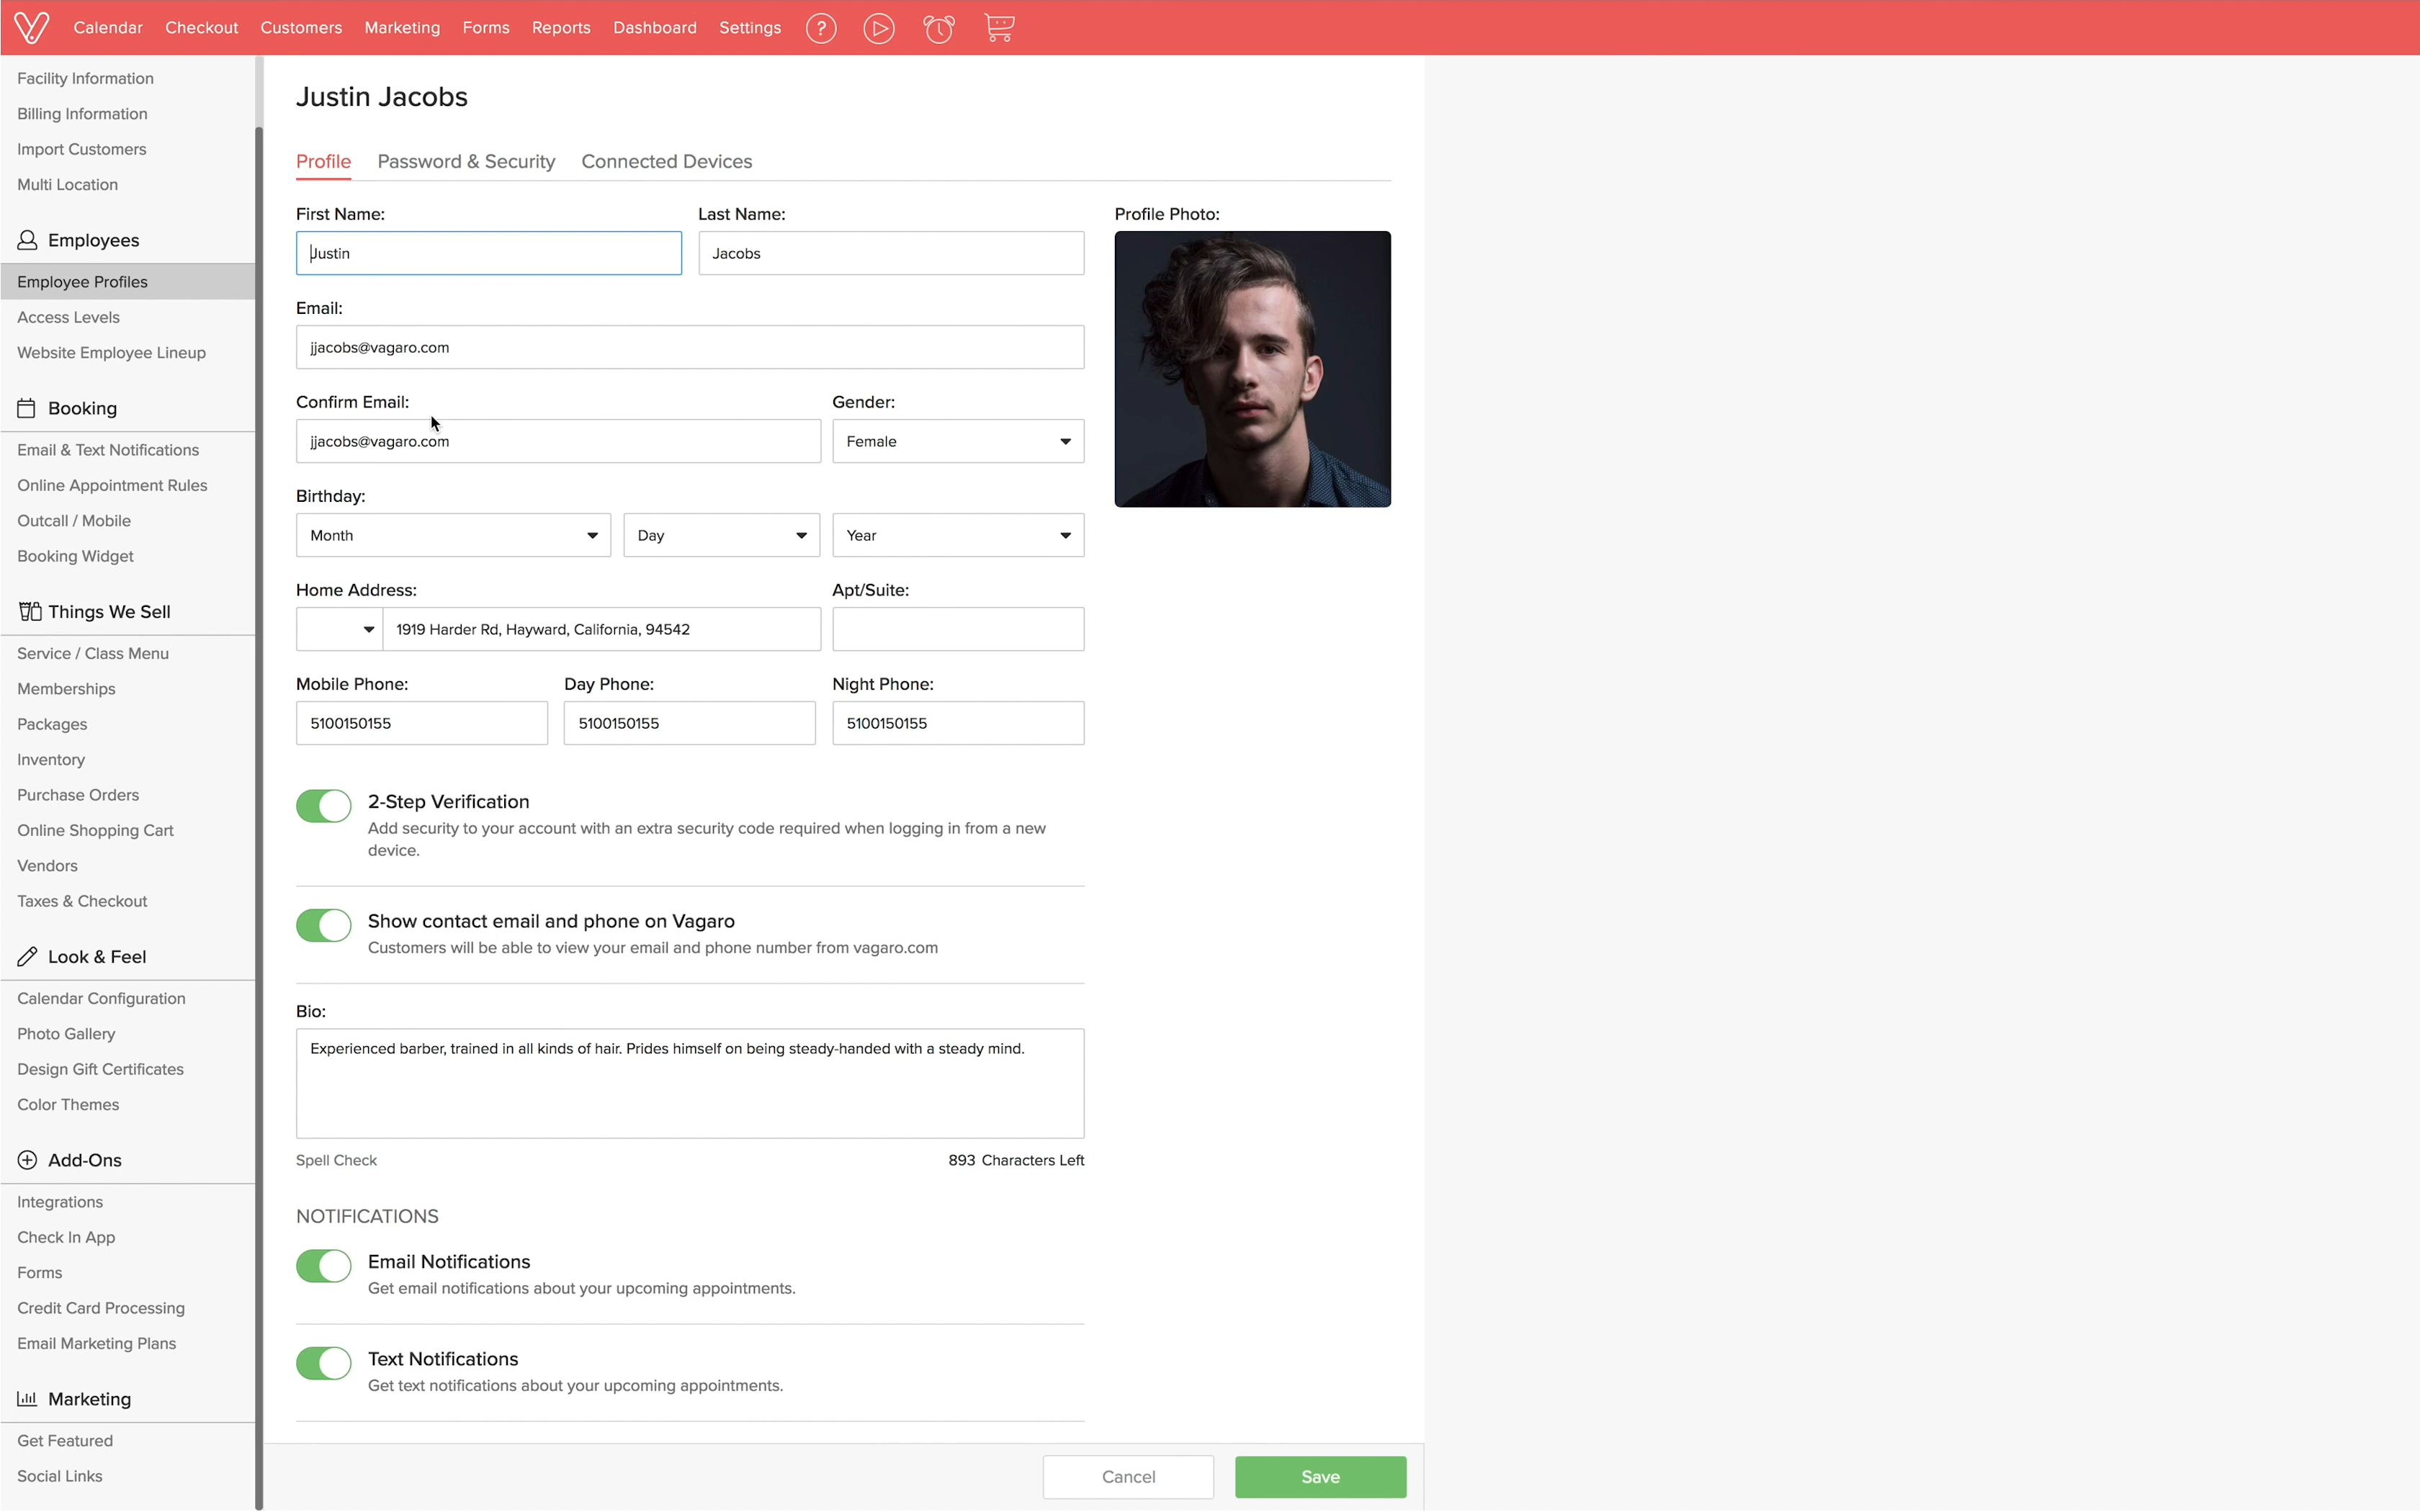 Calendar Checkout Customers Marketing Forms Reports Dashboard Settings ?
Facility Information
Billing Information
Import Customers
Multi Location
Employees
Employee Profiles
Access Levels
Website Employee Lineup
Booking
Email & Text Notifications
Online Appointment Rules
Outcall / Mobile
Booking Widget
Things We Sell
Service / Class Menu
Memberships
Packages
Inventory
Purchase Orders
Online Shopping Cart
Vendors
Taxes & Checkout
Look & Feel
Calendar Configuration
Photo Gallery
Design Gift Certificates
Color Themes
Add-Ons
Integrations
Check In App
Forms
Credit Card Processing
Email Marketing Plans
Marketing
Get Featured
Social Links
Justin Jacobs
Profile Password & Security Connected Devices
First Name: Last Name: Profile Photo:
Justin Jacobs
Email:
jjacobs@vagaro.com
Confirm Email: Gender:
jjacobs@vagaro.com Female
Birthday:
Month Day Year
Home Address: Apt/Suite:
1919 Harder Rd, Hayward, California, 94542
Mobile Phone: Day Phone: Night Phone:
5100150155 5100150155 5100150155
2-Step Verification
Add security to your account with an extra security code required when logging in from a new
device.
Show contact email and phone on Vagaro
Customers will be able to view your email and phone number from vagaro.com
Bio:
Experienced barber, trained in all kinds of hair. Prides himself on being steady-handed with a steady mind.
Spell Check 893 Characters Left
NOTIFICATIONS
Email Notifications
Get email notifications about your upcoming appointments.
Text Notifications
Get text notifications about your upcoming appointments.
Cancel Save